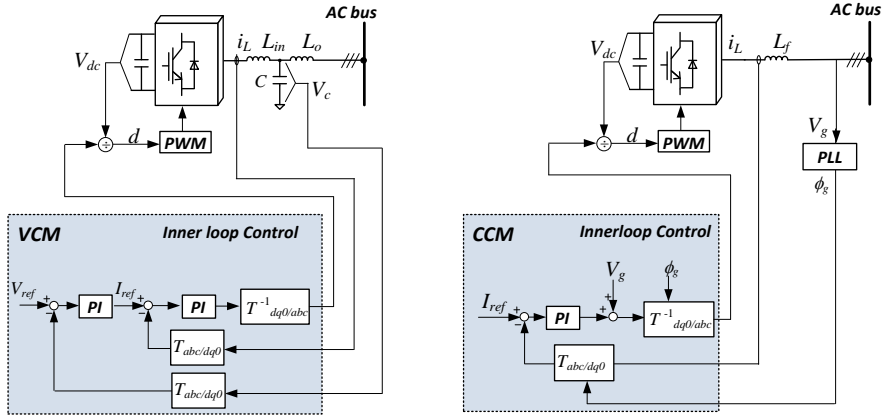 AC bus
i_L L_in L_o
V_dc
C
V_c
÷
d
PWM
VCM
Inner loop Control
V_ref
+
−
PI
I_ref
+
−
PI
T^-1_dq0/abc
T_abc/dq0
T_abc/dq0
AC bus
i_L L_f
V_dc
÷
d
PWM
V_g
PLL
ϕ_g
CCM
Innerloop Control
V_g
ϕ_g
I_ref
+
−
PI
+
+
T^-1_dq0/abc
T_abc/dq0